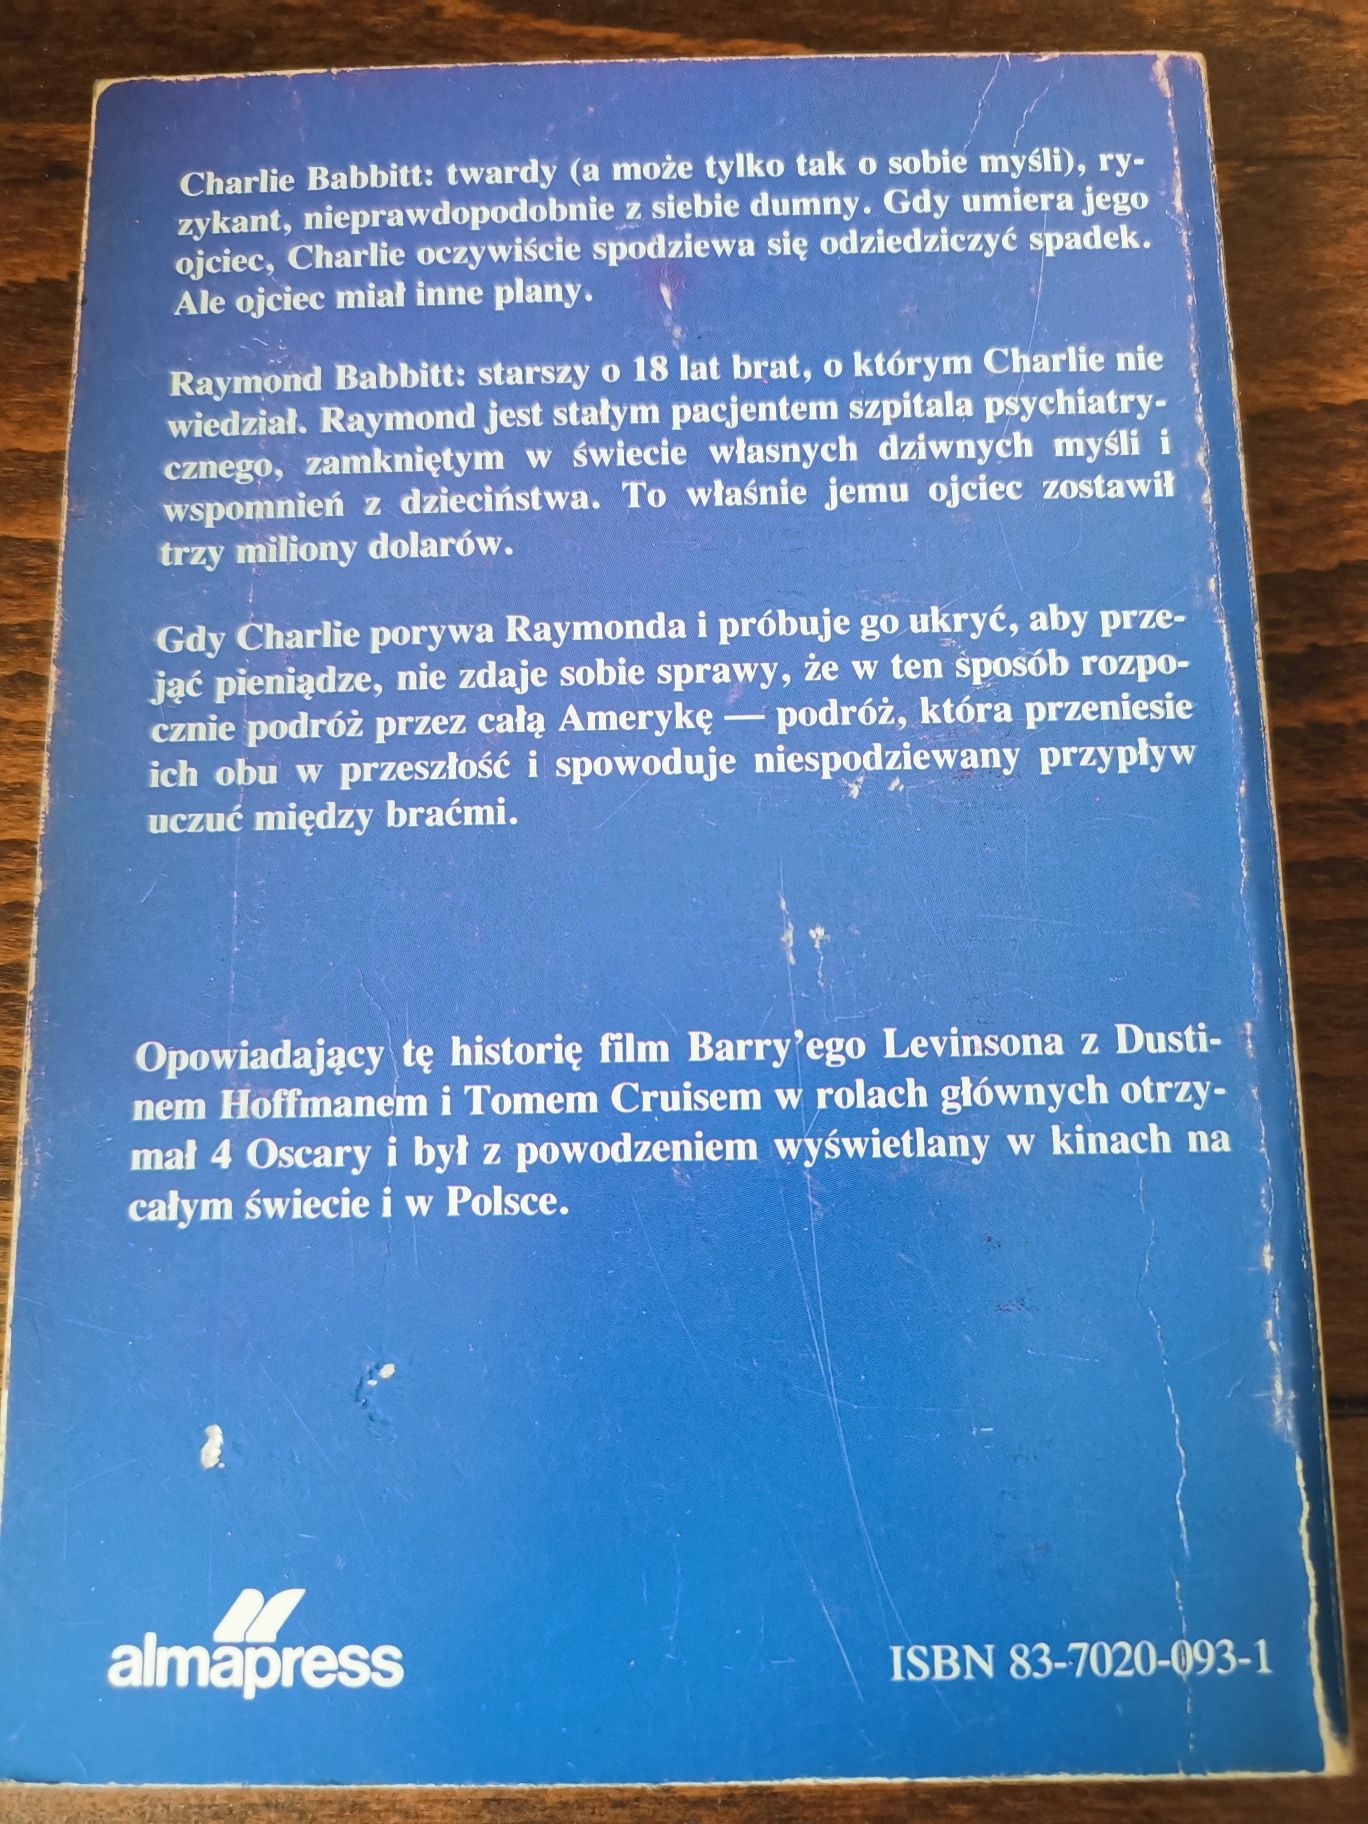 Charlie Babbitt: twardy (a może tylko tak o sobie myśli), ry-
zykant, nieprawdopodobnie z siebie dumny. Gdy umiera jego
ojciec, Charlie oczywiście spodziewa się odziedziczyć spadek.
Ale ojciec miał inne plany.
Raymond Babbitt: starszy o 18 lat brat, o którym Charlie nie
wiedział. Raymond jest stałym pacjentem szpitala psychiatry-
cznego, zamkniętym w świecie własnych dziwnych myśli i
wspomnień z dzieciństwa. To właśnie jemu ojciec zostawił
trzy miliony dolarów.
Gdy Charlie porywa Raymonda i próbuje go ukryć, aby prze-
jąć pieniądze, nie zdaje sobie sprawy, że w ten sposób rozpo-
cznie podróż przez całą Amerykę — podróż, która przeniesie
ich obu w przeszłość i spowoduje niespodziewany przypływ
uczuć między braćmi.
Opowiadający tę historię film Barry'ego Levinsona z Dusti-
nem Hoffmanem i Tomem Cruisem w rolach głównych otrzy-
mał 4 Oscary i był z powodzeniem wyświetlany w kinach na
całym świecie i w Polsce.
almapress
ISBN 83-7020-093-1